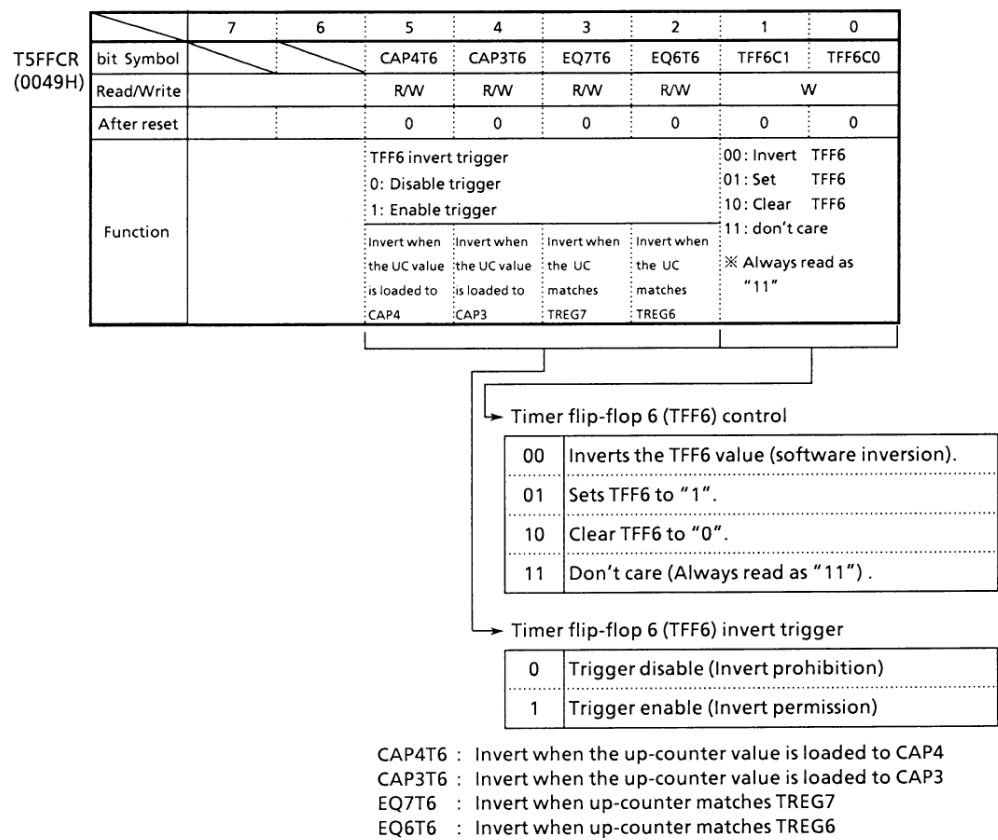 7 6 5 4 3 2 1 0
T5FFCR bit Symbol CAP4T6 CAP3T6 EQ7T6 EQ6T6 TFF6C1 TFF6C0
(0049H) Read/Write R/W R/W R/W R/W W
After reset 0 0 0 0 0 0
Function
TFF6 invert trigger
0: Disable trigger
1: Enable trigger
Invert when
the UC value
is loaded to
CAP4
Invert when
the UC value
is loaded to
CAP3
Invert when
the UC
matches
TREG7
Invert when
the UC
matches
TREG6
00: Invert TFF6
01: Set TFF6
10: Clear TFF6
11: don't care
※ Always read as
"11"
Timer flip-flop 6 (TFF6) control
00 Inverts the TFF6 value (software inversion).
01 Sets TFF6 to "1".
10 Clear TFF6 to "0".
11 Don't care (Always read as "11") .
Timer flip-flop 6 (TFF6) invert trigger
0 Trigger disable (Invert prohibition)
1 Trigger enable (Invert permission)
CAP4T6 : Invert when the up-counter value is loaded to CAP4
CAP3T6 : Invert when the up-counter value is loaded to CAP3
EQ7T6 : Invert when up-counter matches TREG7
EQ6T6 : Invert when up-counter matches TREG6